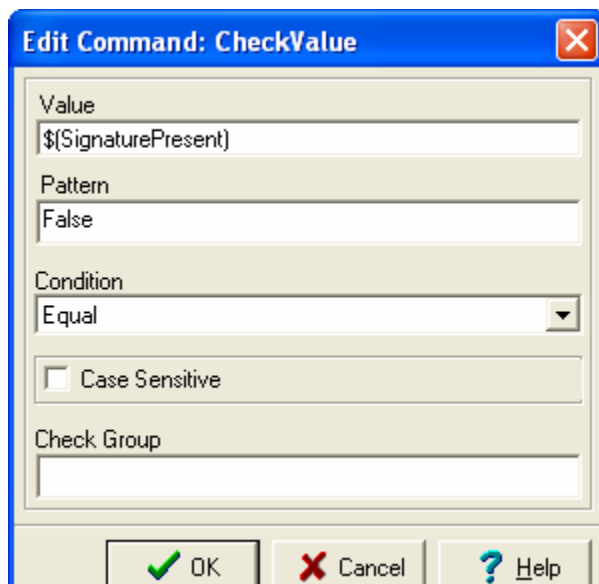 Edit Command: CheckValue
Value
$(SignaturePresent)
Pattern
False
Condition
Equal
Case Sensitive
Check Group
OK Cancel Help